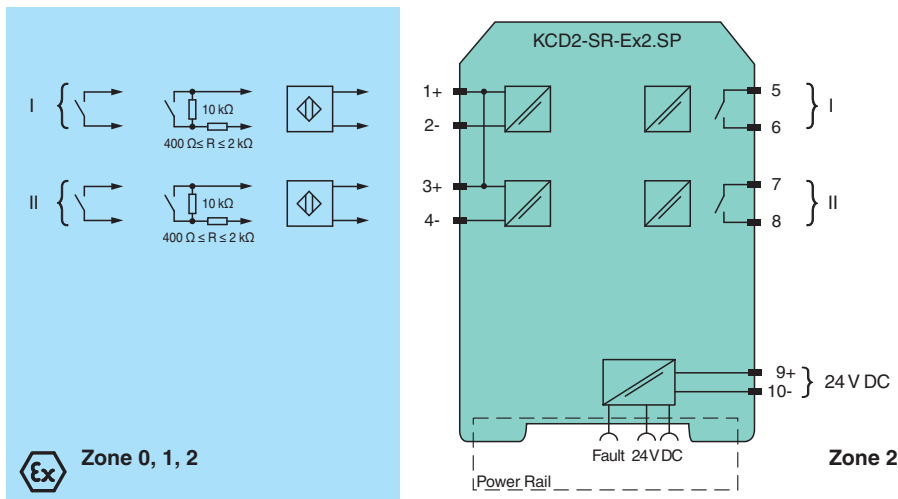 KCD2-SR-Ex2.SP
I
10 kΩ
400 Ω≤ R ≤ 2 kΩ
1+
2-
5
6
I
II
10 kΩ
400 Ω ≤ R ≤ 2 kΩ
3+
4-
7
8
II
9+
10-
24 V DC
Fault 24V DC
Power Rail
Ex
Zone 0, 1, 2
Zone 2